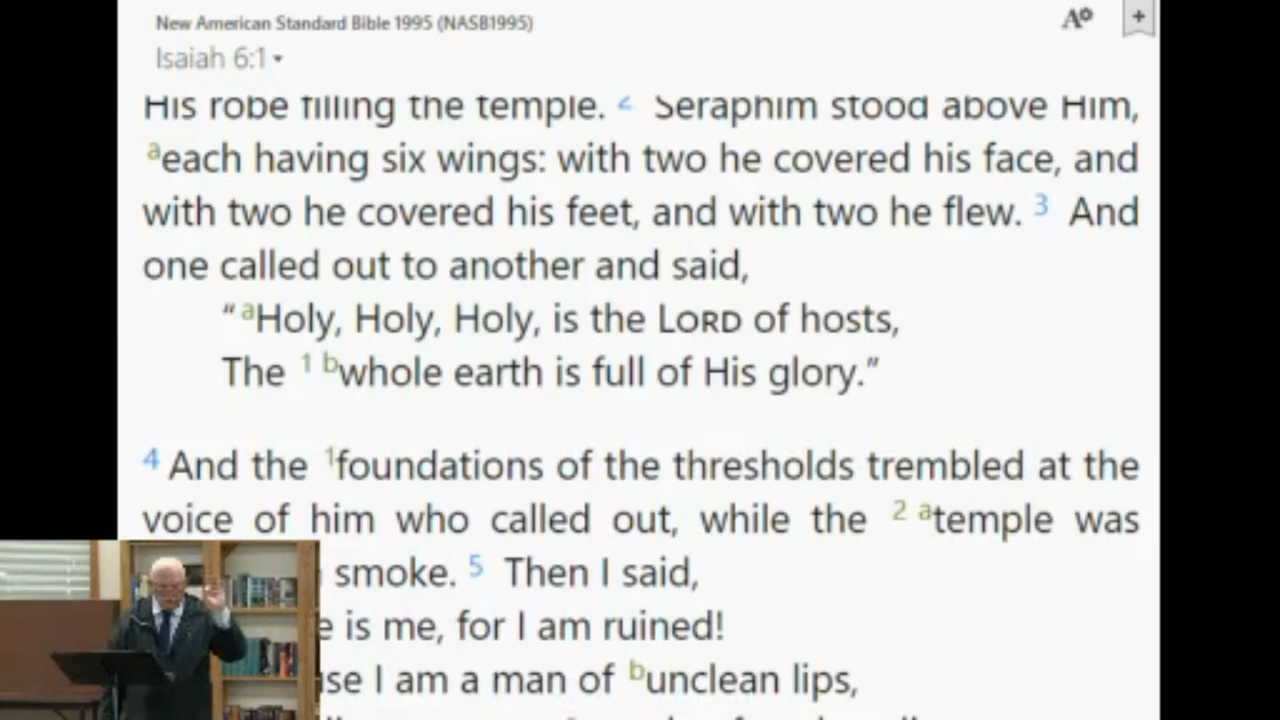 New American Standard Bible 1995 (NASB1995)
Isaiah 6:1
His robe filling the temple. 2 Seraphim stood above Him,
a each having six wings: with two he covered his face, and
with two he covered his feet, and with two he flew. 3 And
one called out to another and said,
“ a Holy, Holy, Holy, is the LORD of hosts,
The 1 b whole earth is full of His glory.”
4 And the 1 foundations of the thresholds trembled at the
voice of him who called out, while the 2 a temple was
smoke. 5 Then I said,
is me, for I am ruined!
I am a man of b unclean lips,